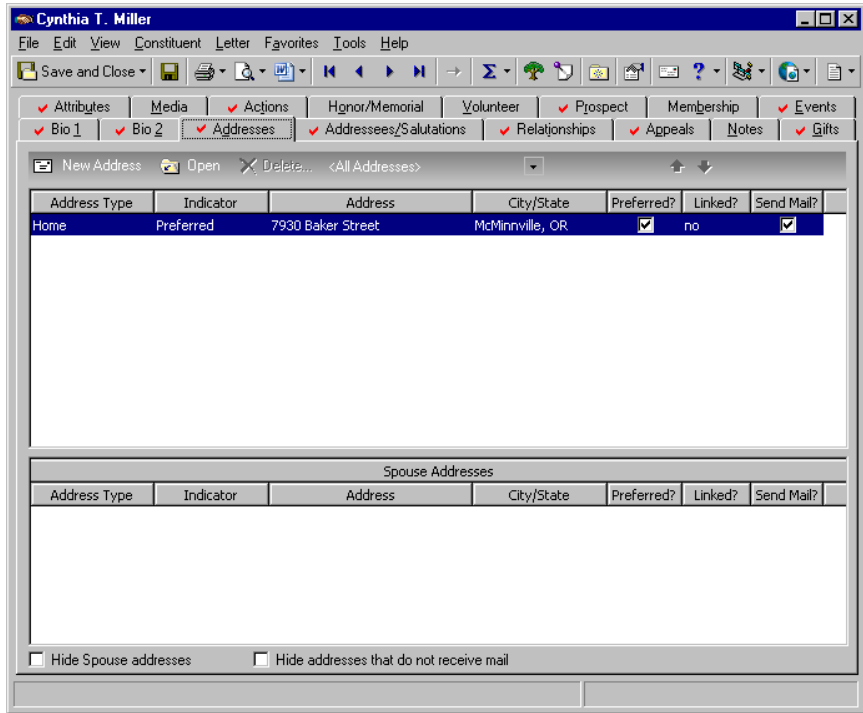 Cynthia T. Miller
File Edit View Constituent Letter Favorites Tools Help
Save and Close
Attributes Media Actions Honor/Memorial Volunteer Prospect Membership Events
Bio 1 Bio 2 Addresses Addressees/Salutations Relationships Appeals Notes Gifts
New Address Open Delete... <All Addresses>
Address Type Indicator Address City/State Preferred? Linked? Send Mail?
Home Preferred 7930 Baker Street McMinnville, OR no
Spouse Addresses
Address Type Indicator Address City/State Preferred? Linked? Send Mail?
Hide Spouse addresses Hide addresses that do not receive mail